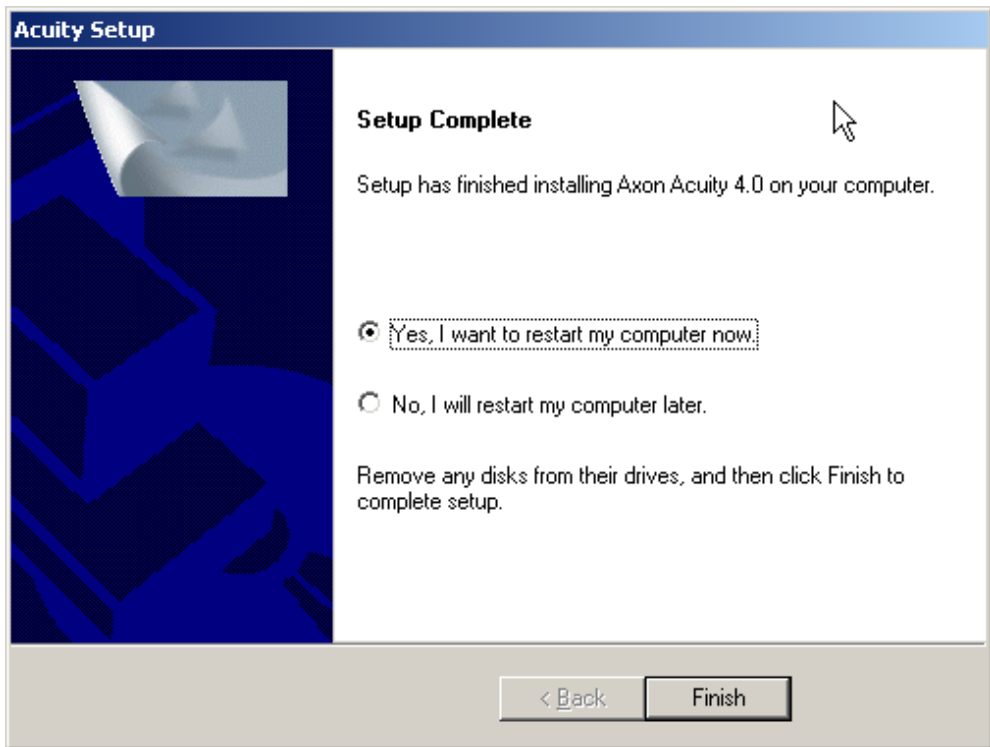 Acuity Setup
Setup Complete
Setup has finished installing Axon Acuity 4.0 on your computer.
Yes, I want to restart my computer now.
No, I will restart my computer later.
Remove any disks from their drives, and then click Finish to
complete setup.
< Back
Finish